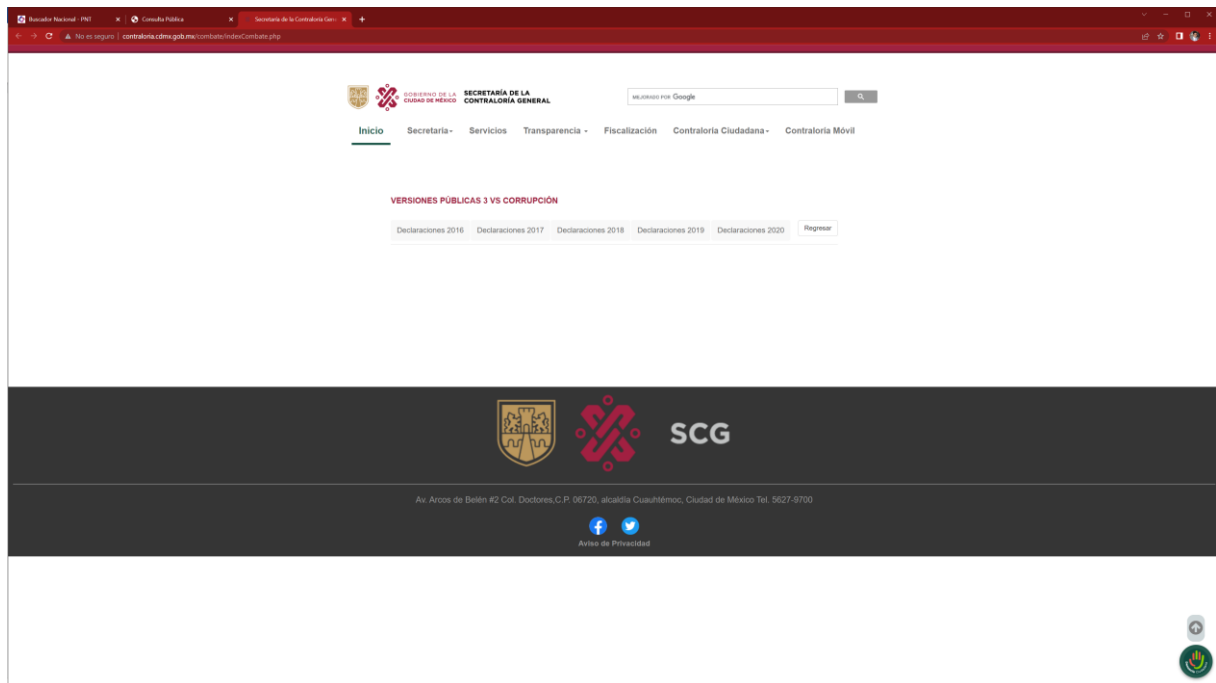 Buscador Nacional - PNT
Consulta Pública
Secretaría de la Contraloría Gene
No es seguro | contraloria.cdmx.gob.mx/combate/indexCombate.php
GOBIERNO DE LA
CIUDAD DE MÉXICO
SECRETARÍA DE LA
CONTRALORÍA GENERAL
MEJORADO POR Google
Inicio Secretaría Servicios Transparencia Fiscalización Contraloría Ciudadana Contraloría Móvil
VERSIONES PÚBLICAS 3 VS CORRUPCIÓN
Declaraciones 2016 Declaraciones 2017 Declaraciones 2018 Declaraciones 2019 Declaraciones 2020 Regresar
SCG
Av. Arcos de Belén #2 Col. Doctores,C.P. 06720, alcaldía Cuauhtémoc, Ciudad de México Tel. 5627-9700
Aviso de Privacidad